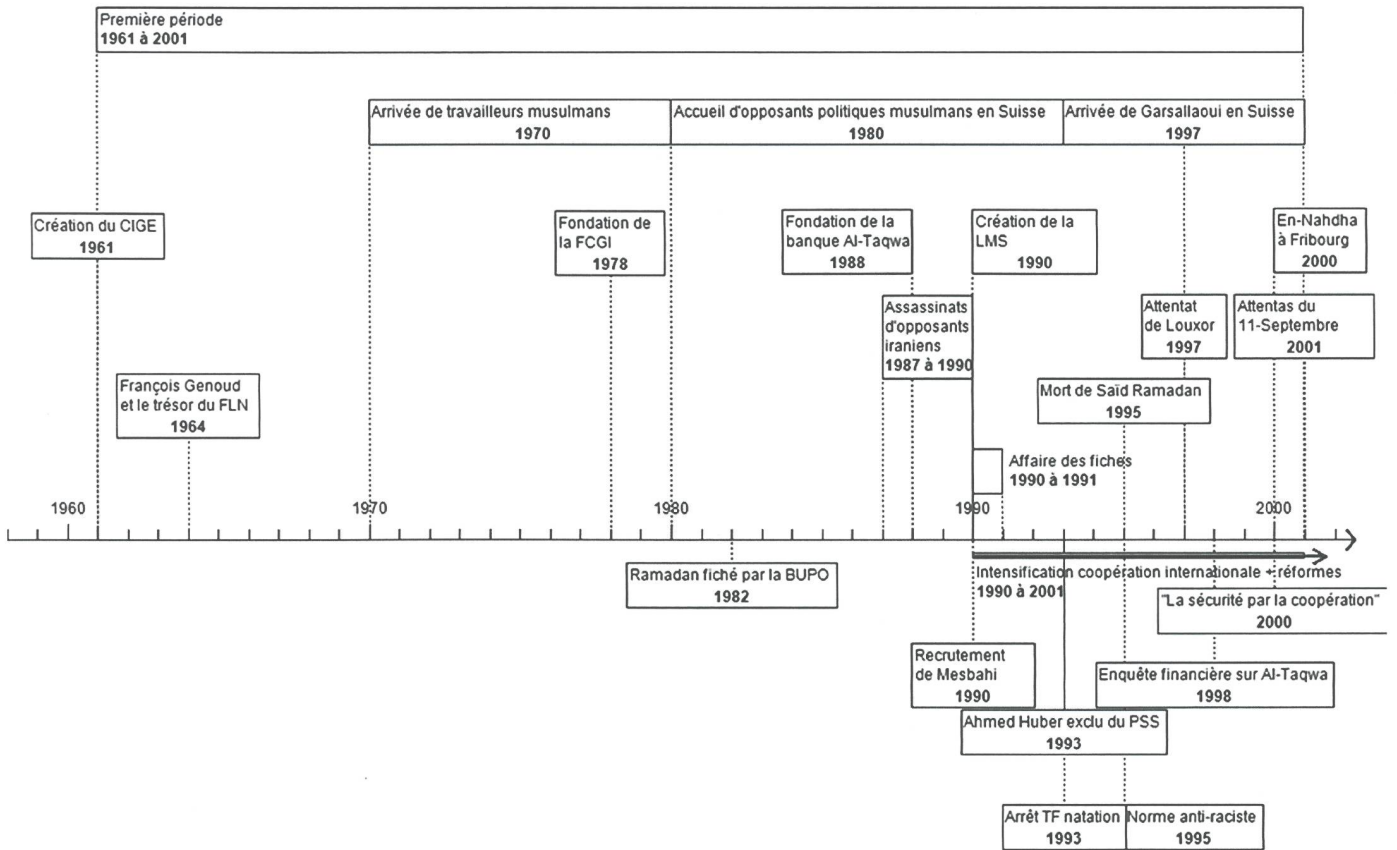 Première période
1961 à 2001
Arrivée de travailleurs musulmans
1970
Accueil d'opposants politiques musulmans en Suisse
1980
Arrivée de Garsallaoui en Suisse
1997
Création du CIGE
1961
Fondation de
la FCGI
1978
Fondation de la
banque Al-Taqwa
1988
Création de la
LMS
1990
En-Nahdha
à Fribourg
2000
Assassinats
d'opposants
iraniens
1987 à 1990
Attentat
de Louxor
1997
Attentas du
11-Septembre
2001
François Genoud
et le trésor du FLN
1964
Mort de Saïd Ramadan
1995
Affaire des fiches
1990 à 1991
1960
1970
1980
1990
2000
Ramadan fiché par la BUPO
1982
Intensification coopération internationale + réformes
1990 à 2001
"La sécurité par la coopération"
2000
Recrutement
de Mesbahi
1990
Enquête financière sur Al-Taqwa
1998
Ahmed Huber exclu du PSS
1993
Arrêt TF natation
1993
Norme anti-raciste
1995